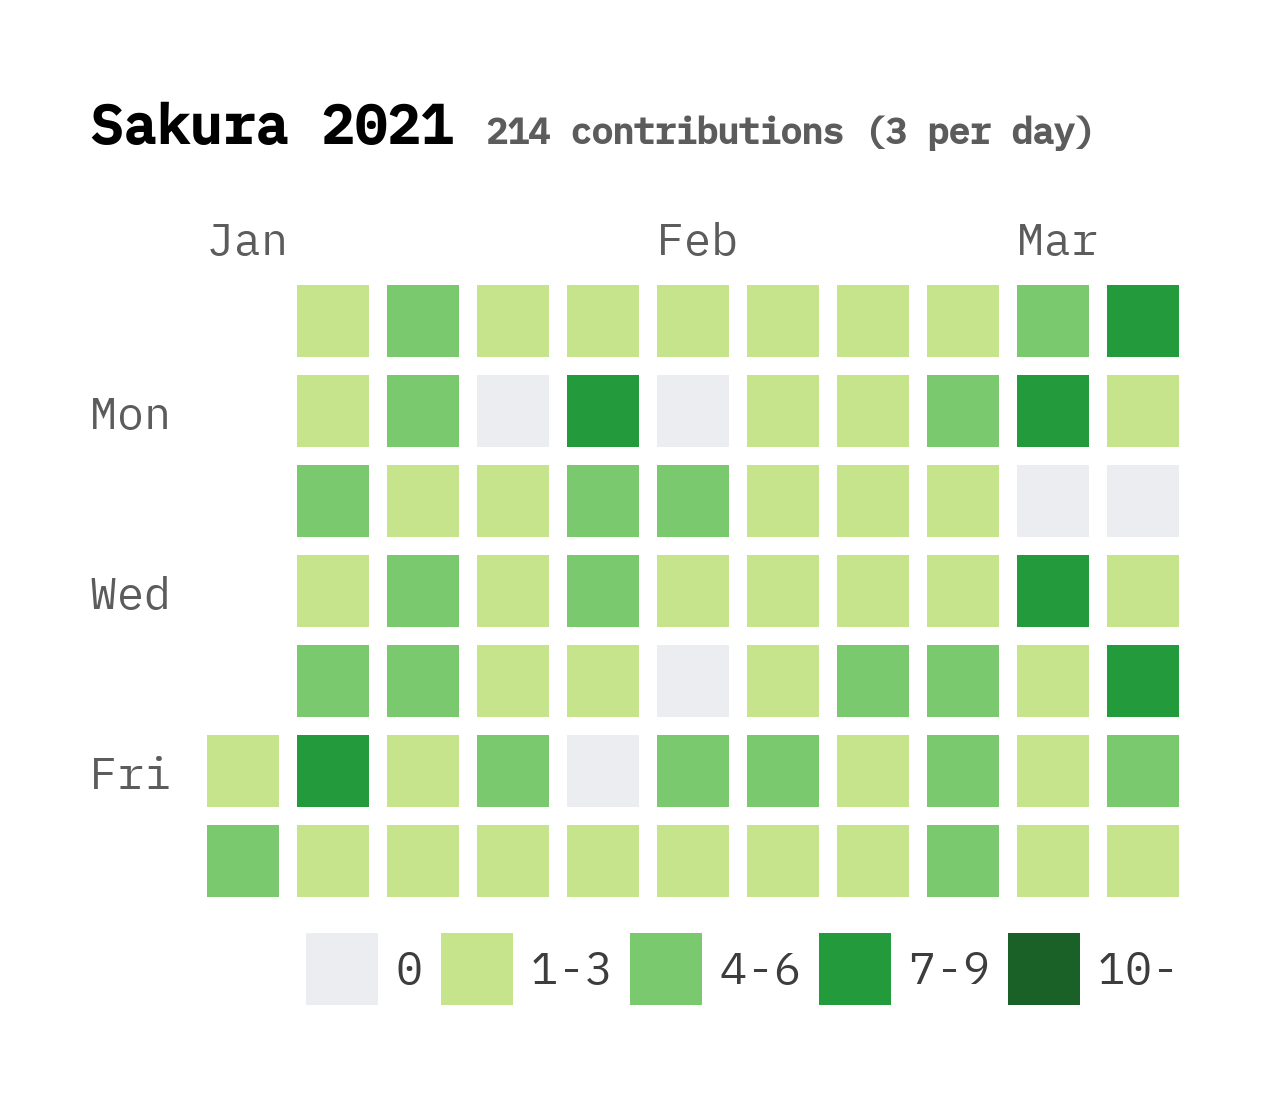 Sakura 2021 214 contributions (3 per day)
Jan Feb Mar
Mon
Wed
Fri
0 1-3 4-6 7-9 10-